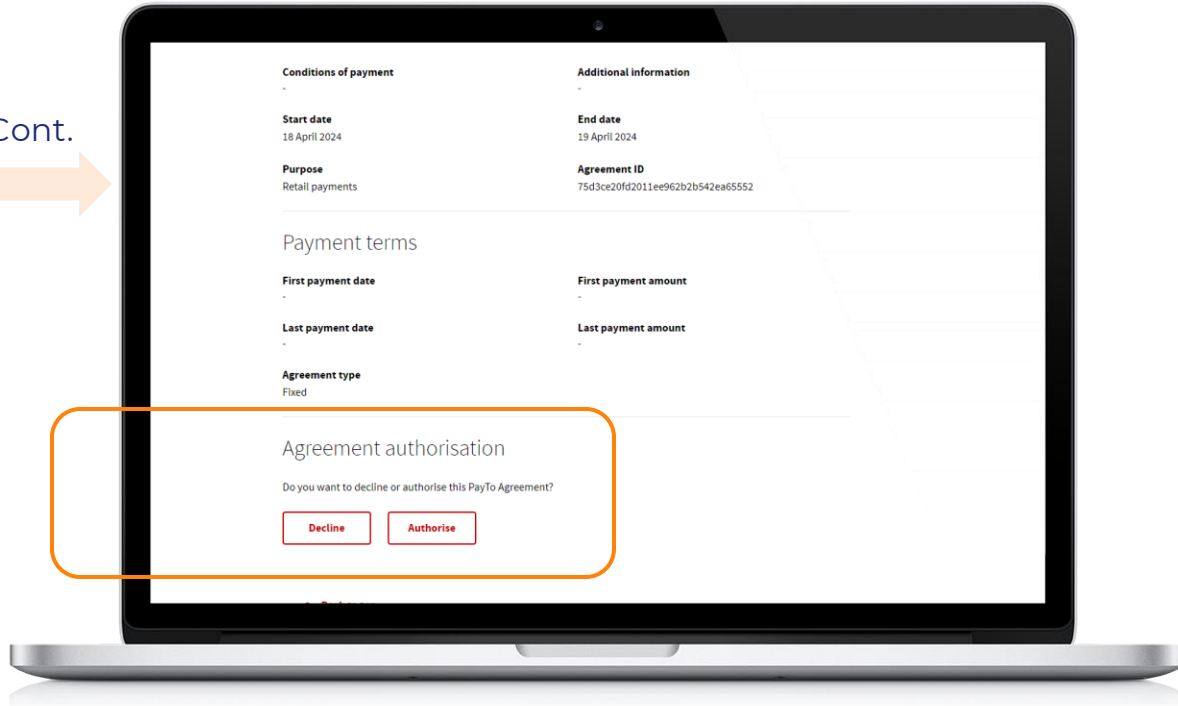 Cont.
Conditions of payment Additional information
- -
Start date End date
18 April 2024 19 April 2024
Purpose Agreement ID
Retail payments 75d3ce20fd2011ee962b2b542ea65552
Payment terms
First payment date First payment amount
- -
Last payment date Last payment amount
- -
Agreement type
Fixed
Agreement authorisation
Do you want to decline or authorise this PayTo Agreement?
Decline Authorise